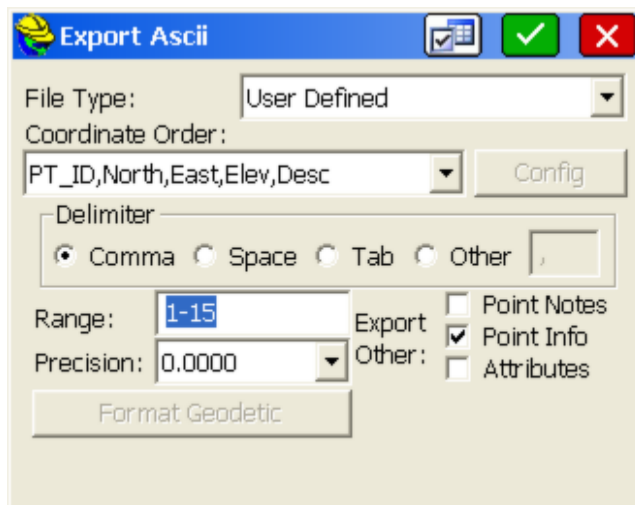 Export Ascii
File Type: User Defined
Coordinate Order:
PT_ID,North,East,Elev,Desc Config
Delimiter
Comma Space Tab Other ,
Range: 1-15 Export Other: Point Notes
Precision: 0.0000 Point Info
Attributes
Format Geodetic